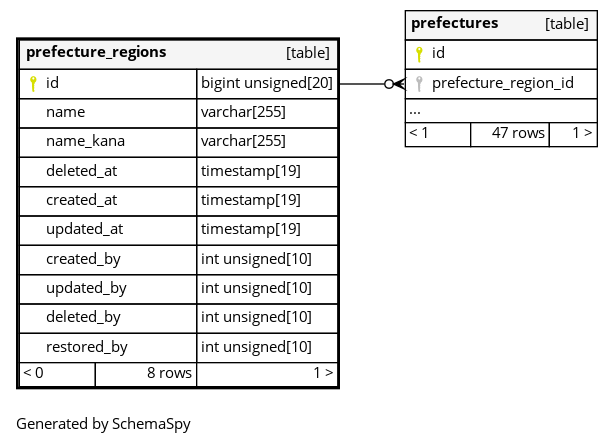 prefecture_regions [table]
id bigint unsigned[20]
name varchar[255]
name_kana varchar[255]
deleted_at timestamp[19]
created_at timestamp[19]
updated_at timestamp[19]
created_by int unsigned[10]
updated_by int unsigned[10]
deleted_by int unsigned[10]
restored_by int unsigned[10]
< 0 8 rows 1 >
prefectures [table]
id
prefecture_region_id
...
< 1 47 rows 1 >
Generated by SchemaSpy